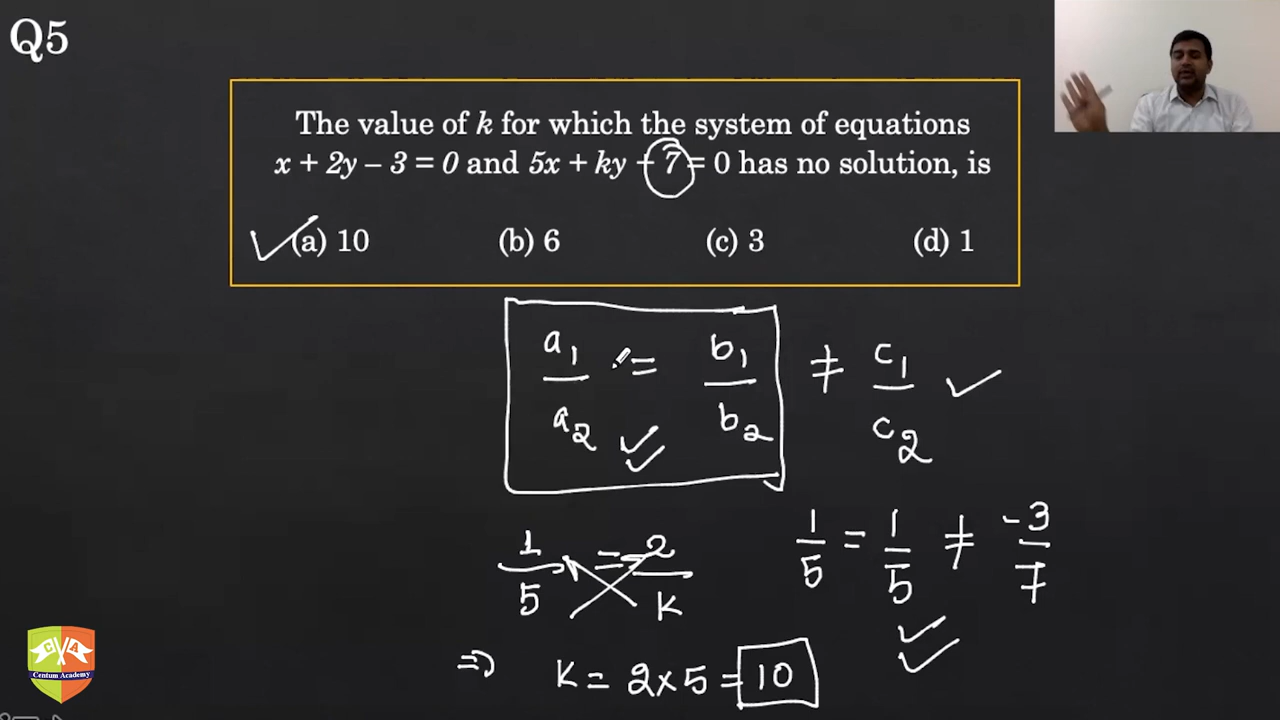 Q5
The value of k for which the system of equations
x + 2y – 3 = 0 and 5x + ky + 7 = 0 has no solution, is
(a) 10 (b) 6 (c) 3 (d) 1
a₁/a₂ = b₁/b₂ ≠ c₁/c₂
1/5 = 2/K
1/5 = 1/5 ≠ -3/7
⇒ K = 2×5 = 10
C A
Centum Academy